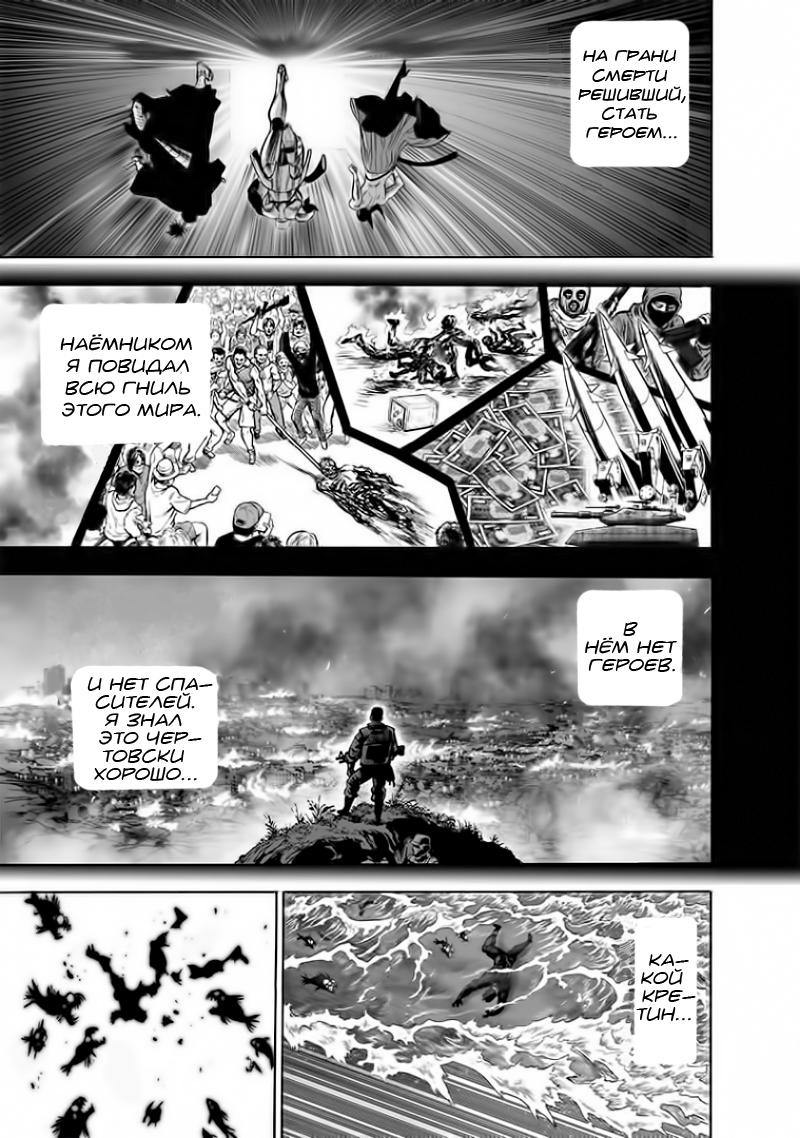 НА ГРАНИ
СМЕРТИ
РЕШИВШИЙ,
СТАТЬ
ГЕРОЕМ...
НАЁМНИКОМ
Я ПОВИДАЛ
ВСЮ ГНИЛЬ
ЭТОГО МИРА.
В
НЁМ НЕТ
ГЕРОЕВ.
И НЕТ СПА-
СИТЕЛЕЙ.
Я ЗНАЛ
ЭТО ЧЕР-
ТОВСКИ
ХОРОШО...
КА-
КОЙ
КРЕ-
ТИН...